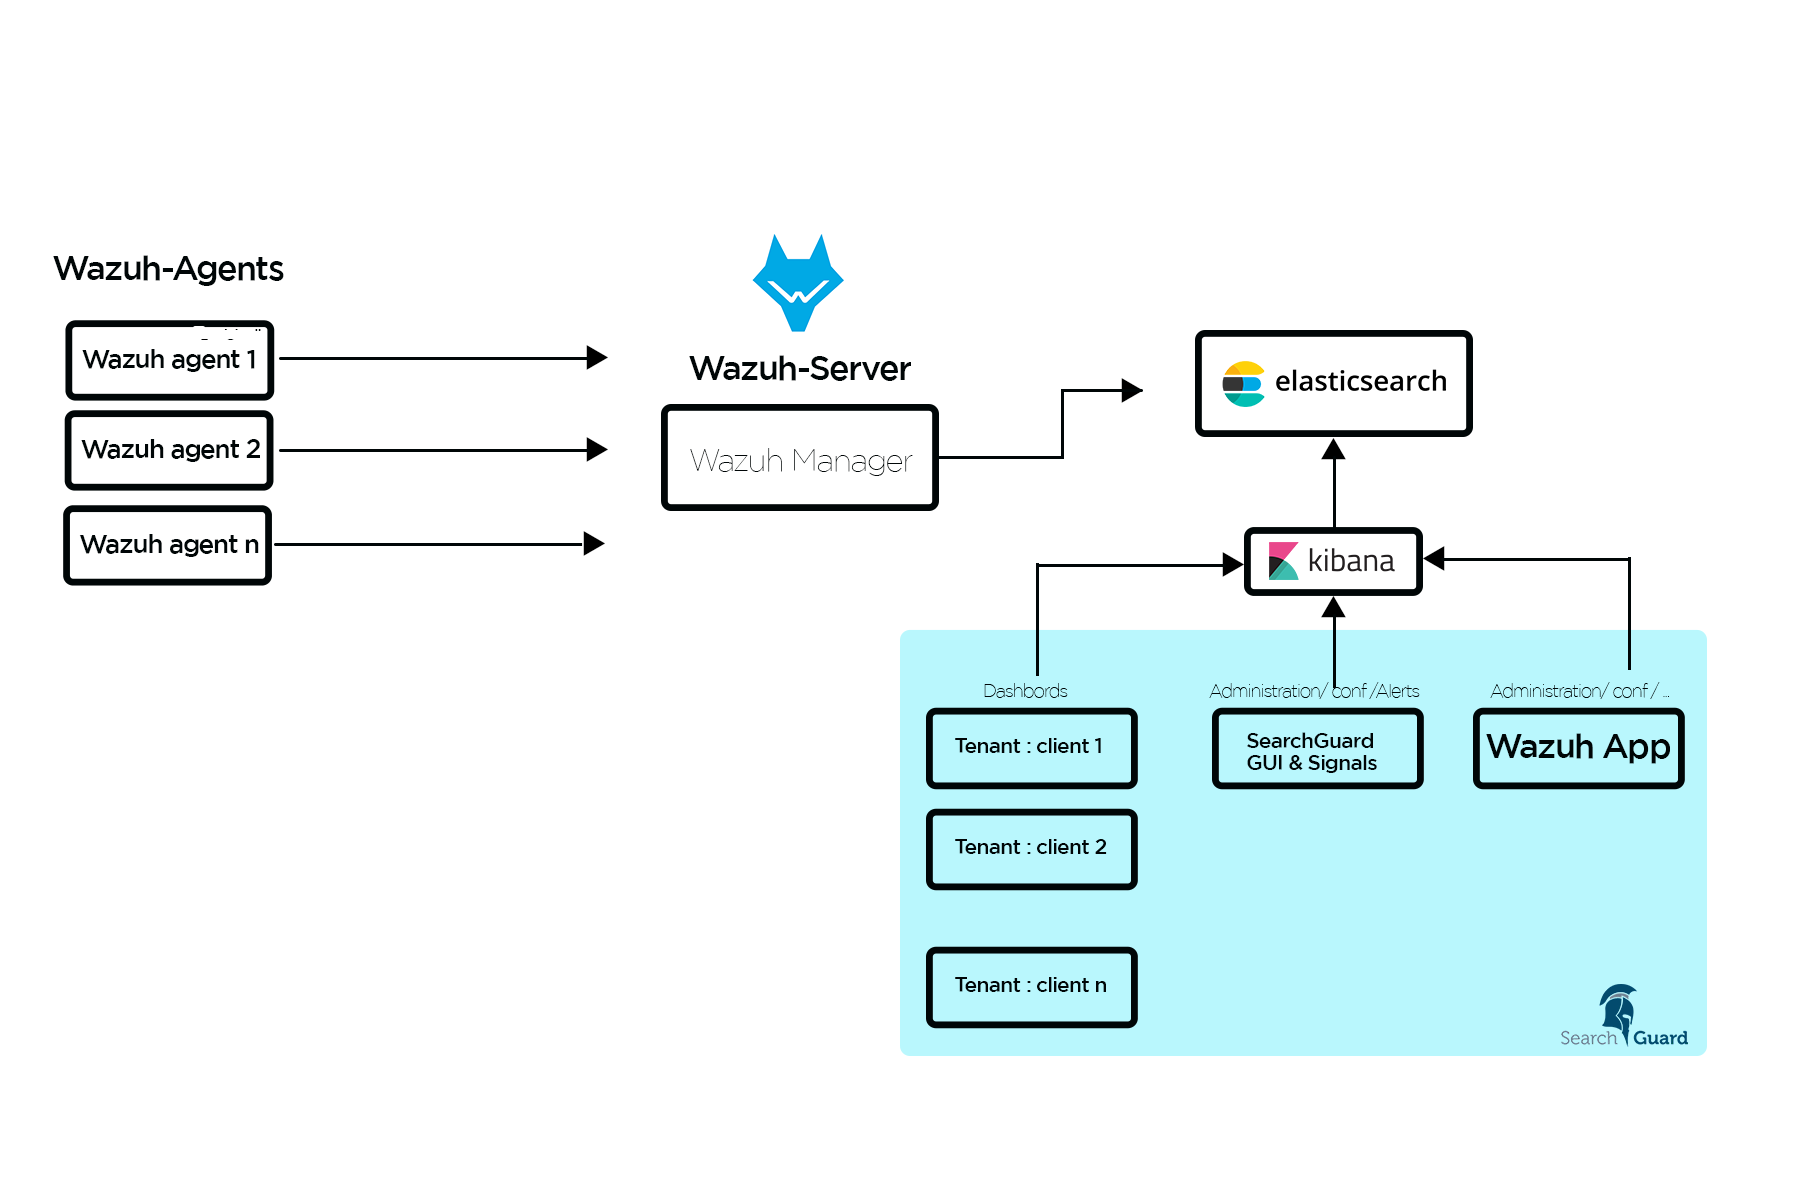 Wazuh-Agents
Wazuh agent 1
Wazuh agent 2
Wazuh agent n
Wazuh-Server
Wazuh Manager
elasticsearch
kibana
Dashbords
Administration/ conf /Alerts
Administration/ conf / ...
Tenant : client 1
SearchGuard
GUI & Signals
Wazuh App
Tenant : client 2
Tenant : client n
Search Guard